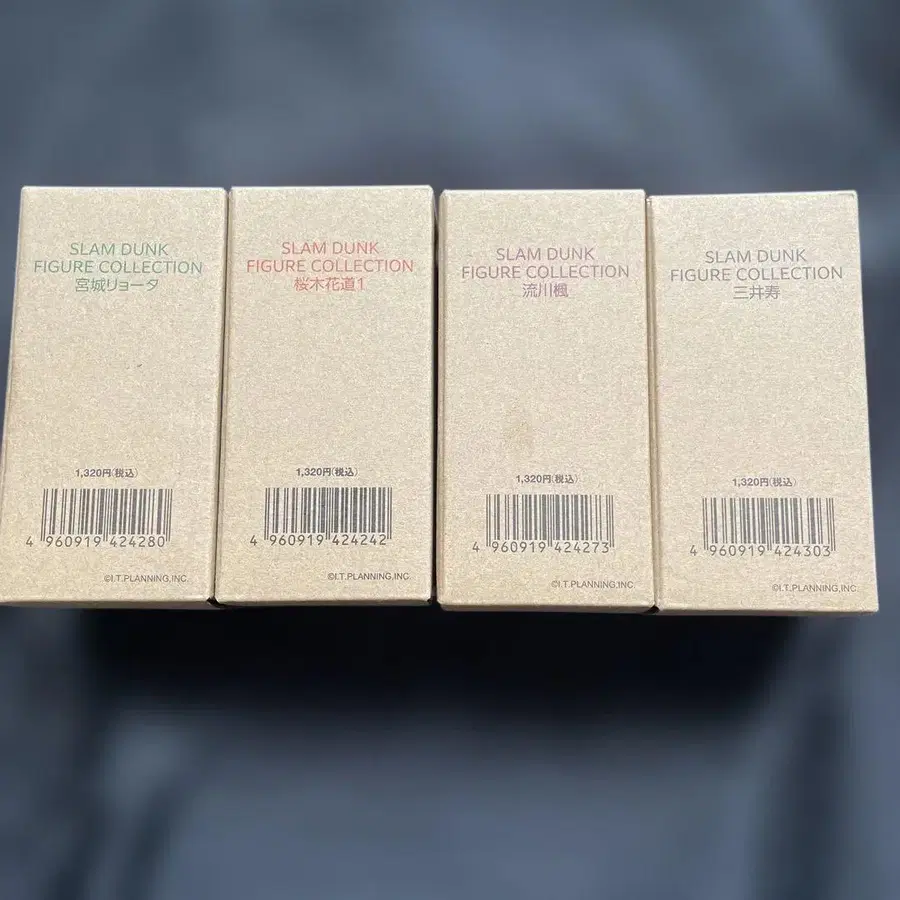 SLAM DUNK
FIGURE COLLECTION
宮城リョータ
1,320円(税込)
4 960919 424280
SLAM DUNK
FIGURE COLLECTION
桜木花道1
1,320円(税込)
4 960919 424242
©I.T.PLANNING,INC.
SLAM DUNK
FIGURE COLLECTION
流川楓
1,320円(税込)
4 960919 424273
©I.T.PLANNING,INC.
SLAM DUNK
FIGURE COLLECTION
三井寿
1,320円(税込)
4 960919 424303
©I.T.PLANNING,INC.